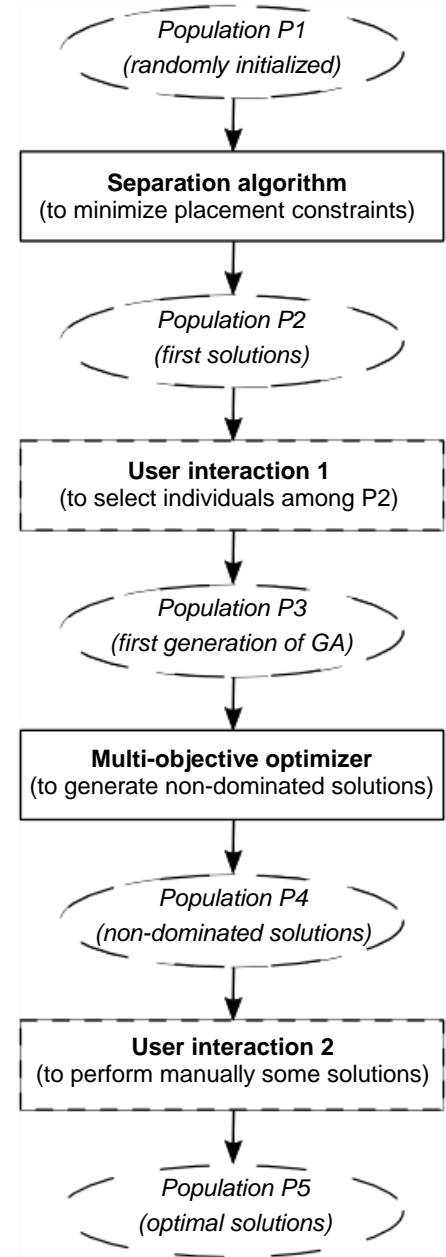 Population P1
(randomly initialized)
Separation algorithm
(to minimize placement constraints)
Population P2
(first solutions)
User interaction 1
(to select individuals among P2)
Population P3
(first generation of GA)
Multi-objective optimizer
(to generate non-dominated solutions)
Population P4
(non-dominated solutions)
User interaction 2
(to perform manually some solutions)
Population P5
(optimal solutions)